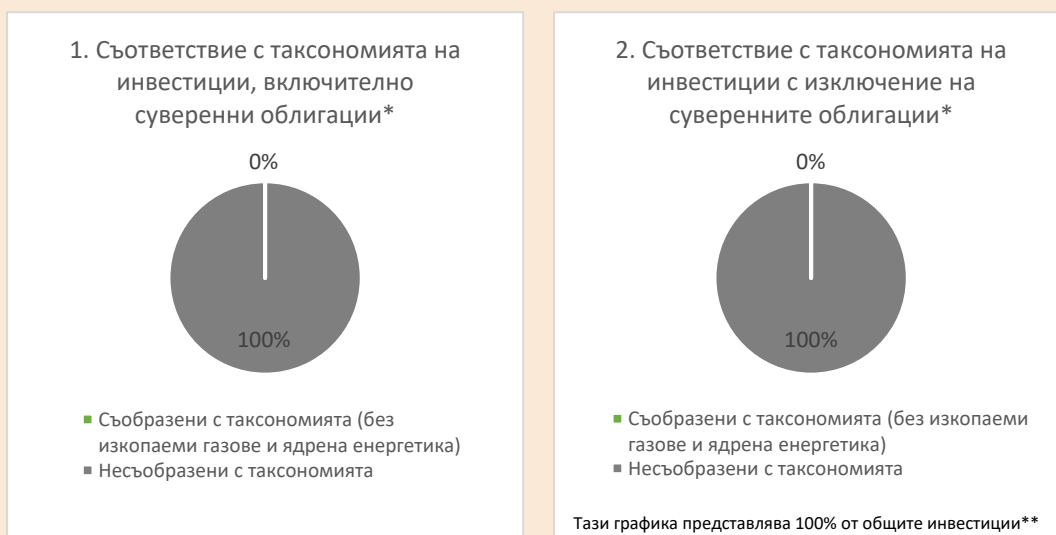 1. Съответствие с таксономията на
инвестиции, включително
суверенни облигации*
0%
100%
Съобразени с таксономията (без
изкопаеми газове и ядрена енергетика)
Несъобразени с таксономията
2. Съответствие с таксономията на
инвестиции с изключение на
суверенните облигации*
0%
100%
Съобразени с таксономията (без изкопаеми
газове и ядрена енергетика)
Несъобразени с таксономията
Тази графика представлява 100% от общите инвестиции**